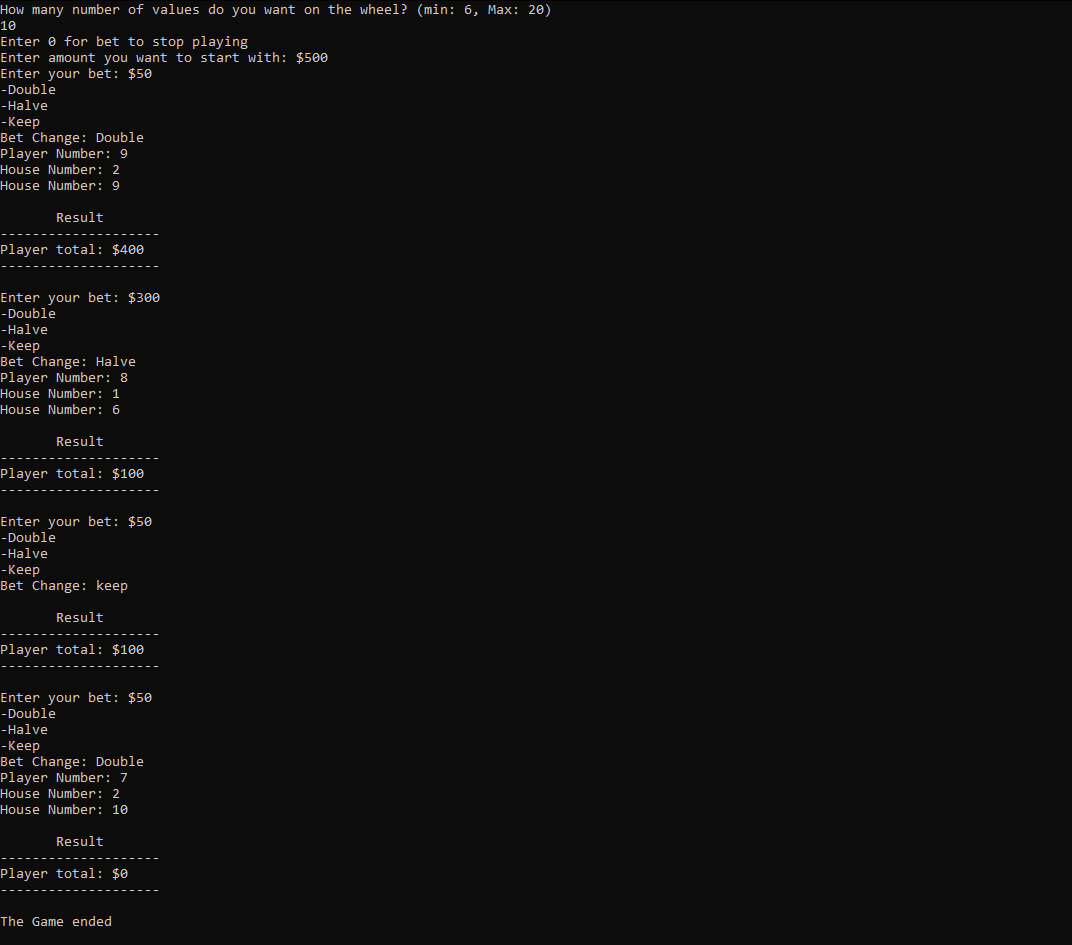 How many number of values do you want on the wheel? (min: 6, Max: 20)
10
Enter 0 for bet to stop playing
Enter amount you want to start with: $500
Enter your bet: $50
-Double
-Halve
-Keep
Bet Change: Double
Player Number: 9
House Number: 2
House Number: 9
Result
--------------------
Player total: $400
--------------------
Enter your bet: $300
-Double
-Halve
-Keep
Bet Change: Halve
Player Number: 8
House Number: 1
House Number: 6
Result
--------------------
Player total: $100
--------------------
Enter your bet: $50
-Double
-Halve
-Keep
Bet Change: keep
Result
--------------------
Player total: $100
--------------------
Enter your bet: $50
-Double
-Halve
-Keep
Bet Change: Double
Player Number: 7
House Number: 2
House Number: 10
Result
--------------------
Player total: $0
--------------------
The Game ended